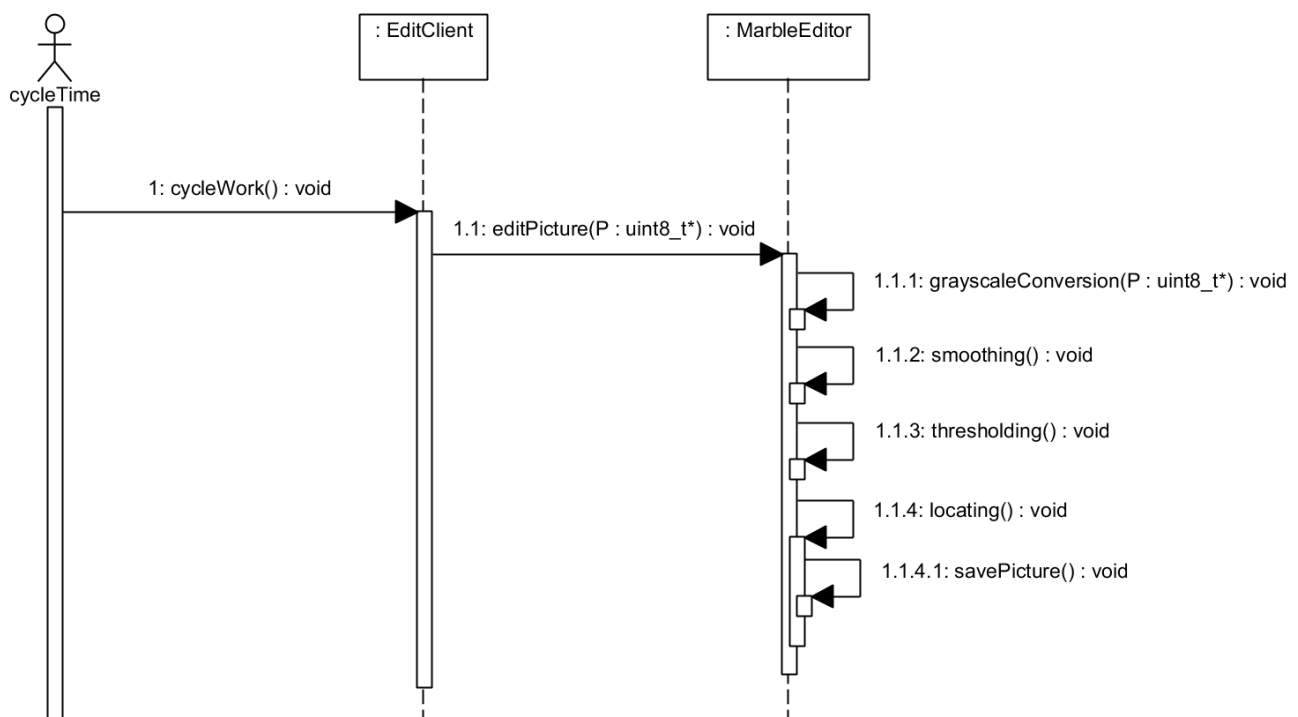 : EditClient
: MarbleEditor
cycleTime
1: cycleWork() : void
1.1: editPicture(P : uint8_t*) : void
1.1.1: grayscaleConversion(P : uint8_t*) : void
1.1.2: smoothing() : void
1.1.3: thresholding() : void
1.1.4: locating() : void
1.1.4.1: savePicture() : void